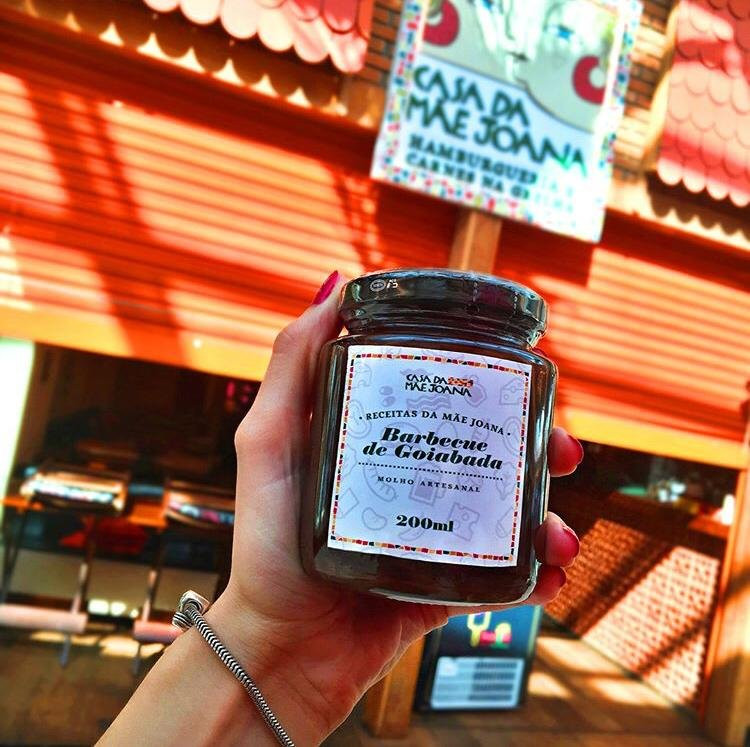 CASA DA
MÃE JOANA
HAMBURGUERIA &
CARNES NA
CASA DA
MÃE JOANA
• RECEITAS DA MÃE JOANA •
Barbecue
de Goiabada
MOLHO ARTESANAL
200ml